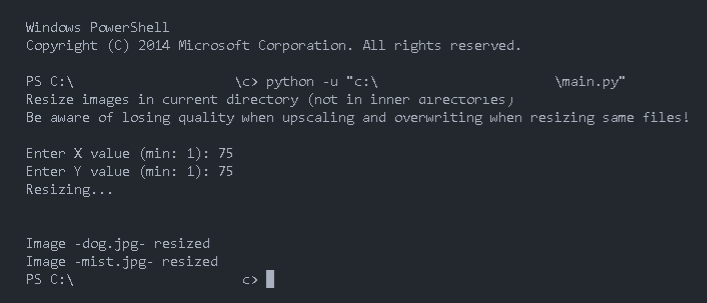 Windows PowerShell
Copyright (C) 2014 Microsoft Corporation. All rights reserved.
PS C:\ \c> python -u "c:\ \main.py"
Resize images in current directory (not in inner directories)
Be aware of losing quality when upscaling and overwriting when resizing same files!
Enter X value (min: 1): 75
Enter Y value (min: 1): 75
Resizing...
Image -dog.jpg- resized
Image -mist.jpg- resized
PS C:\ c>